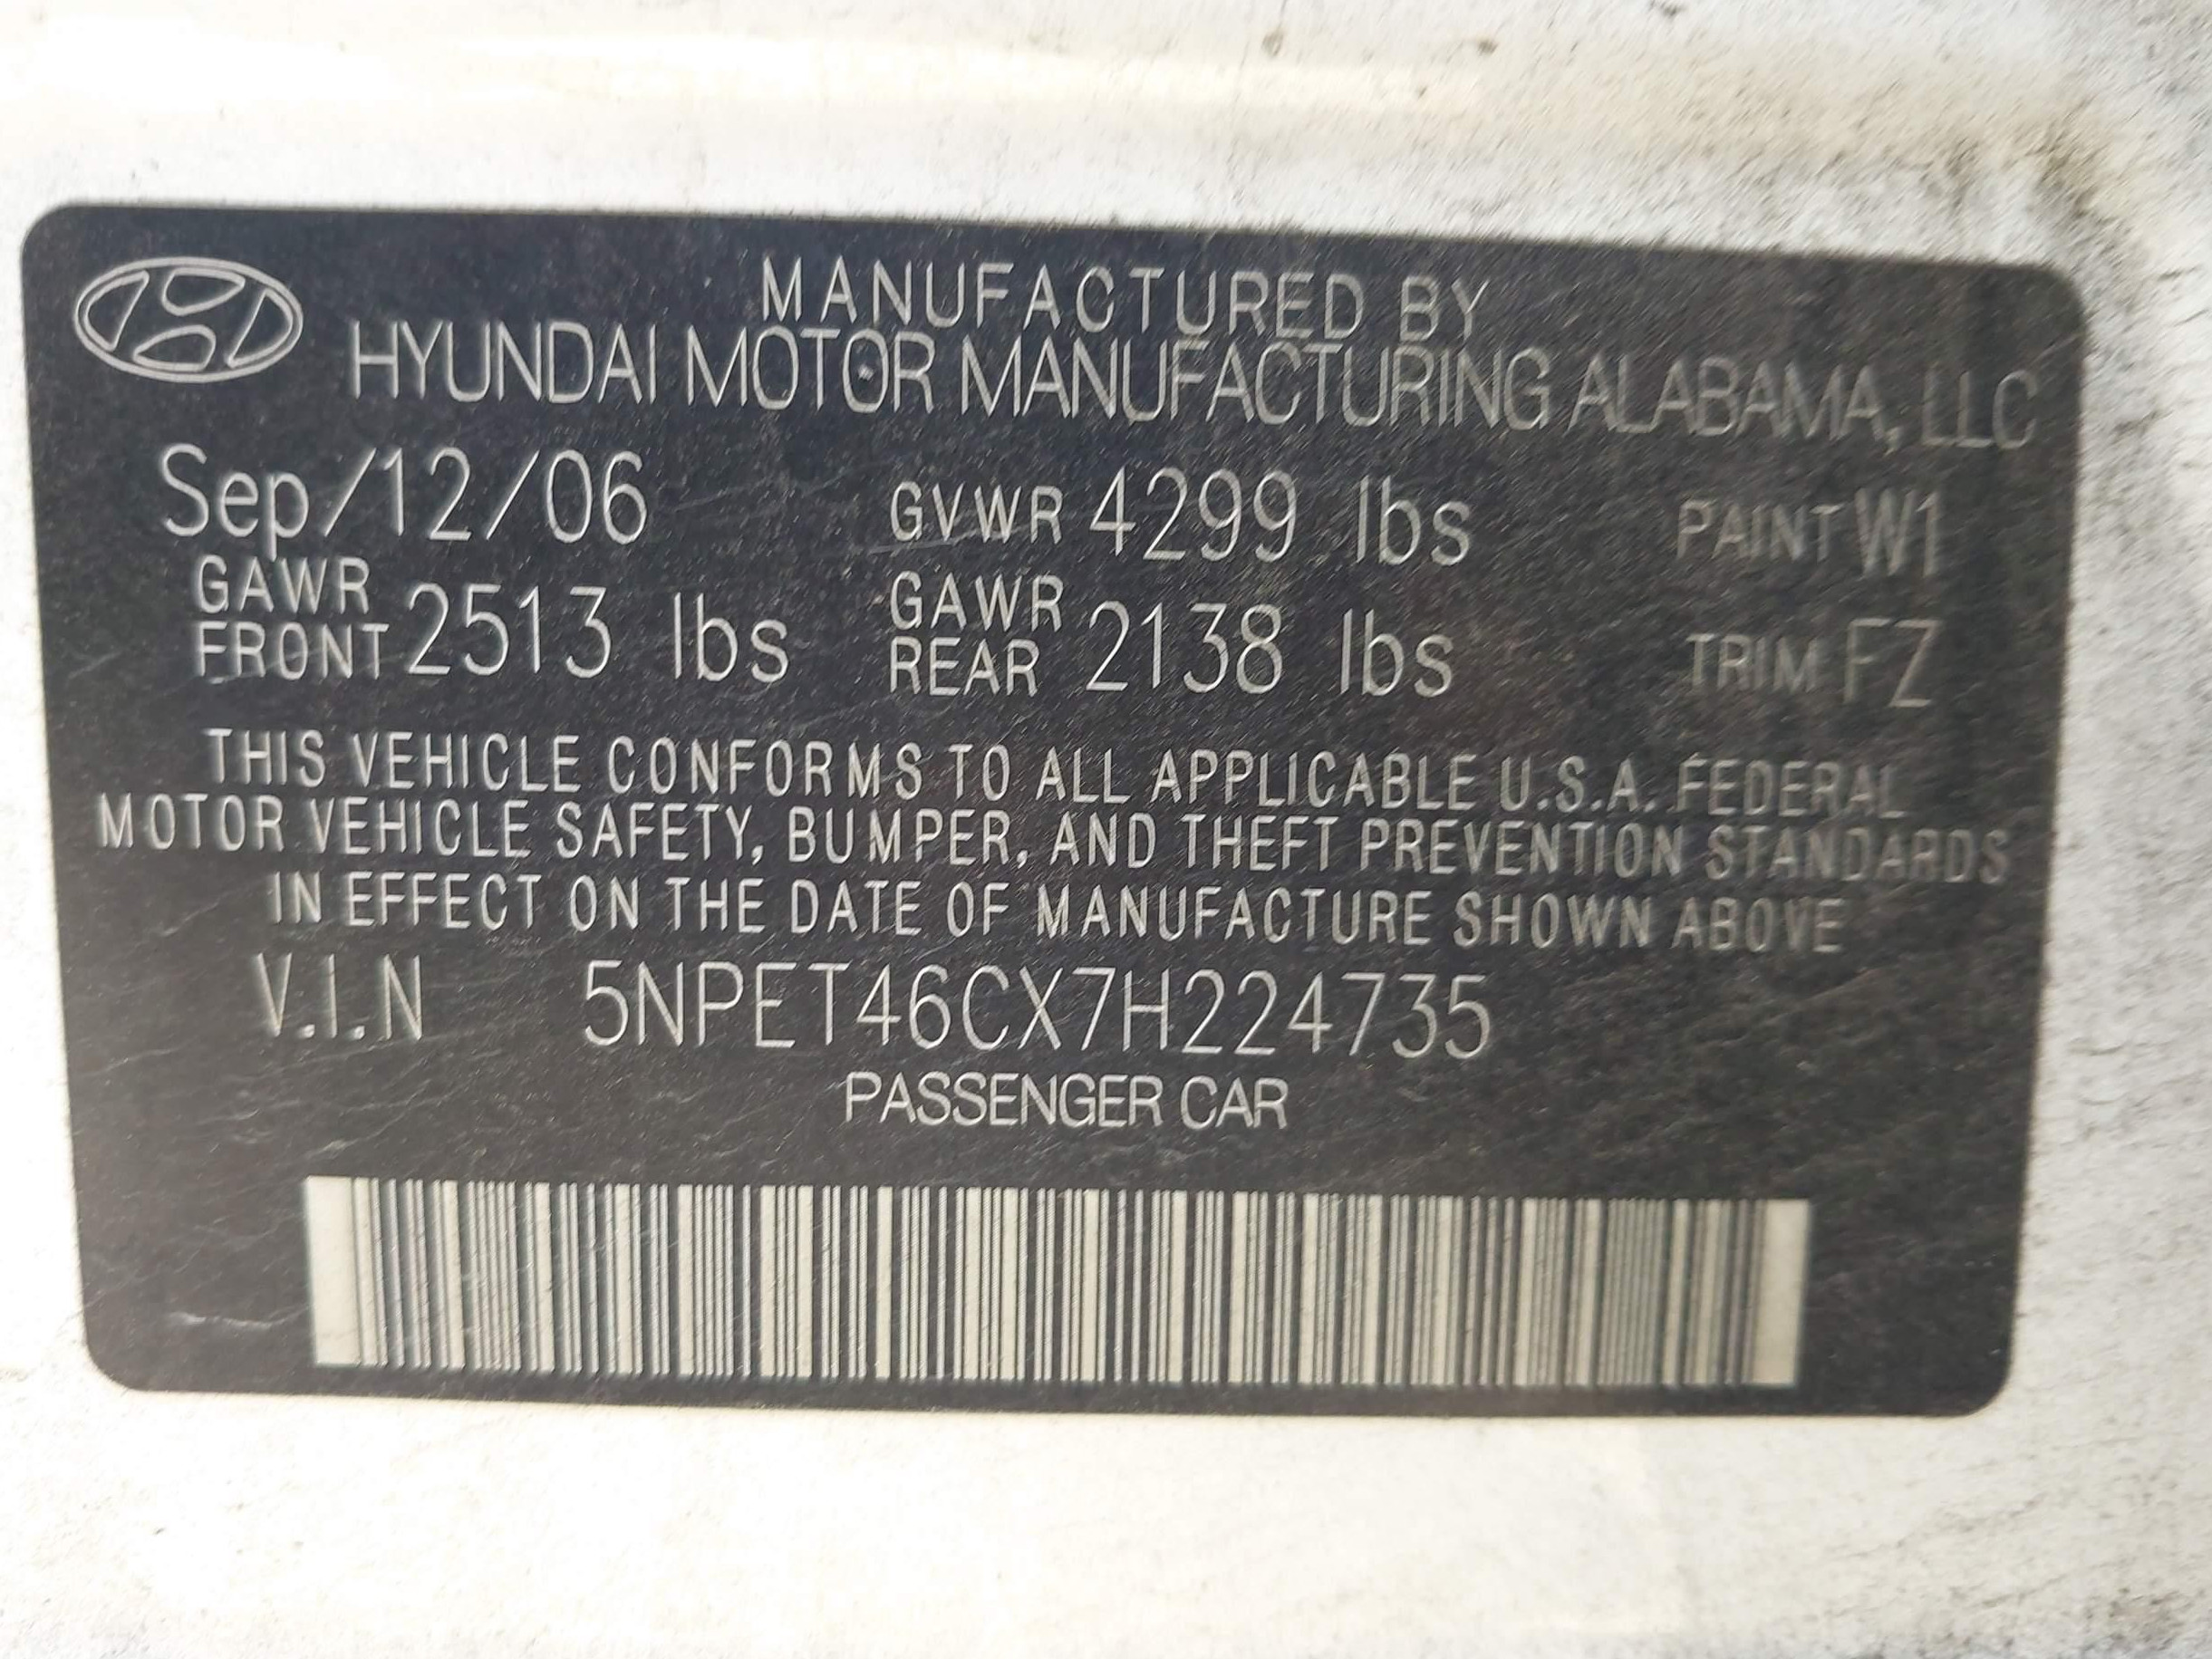 MANUFACTURED BY
HYUNDAI MOTOR MANUFACTURING ALABAMA, LLC
Sep/12/06 GVWR 4299 lbs PAINT W1
GAWR FRONT 2513 lbs GAWR REAR 2138 lbs TRIM FZ
THIS VEHICLE CONFORMS TO ALL APPLICABLE U.S.A. FEDERAL
MOTOR VEHICLE SAFETY, BUMPER, AND THEFT PREVENTION STANDARDS
IN EFFECT ON THE DATE OF MANUFACTURE SHOWN ABOVE
V.I.N 5NPET46CX7H224735
PASSENGER CAR